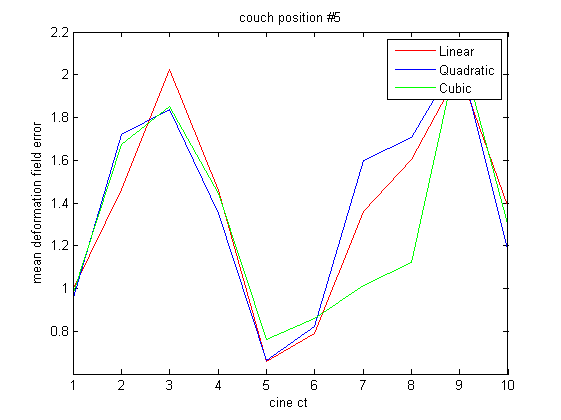 couch position #5
Linear
Quadratic
Cubic
mean deformation field error
2.2
2
1.8
1.6
1.4
1.2
1
0.8
1 2 3 4 5 6 7 8 9 10
cine ct